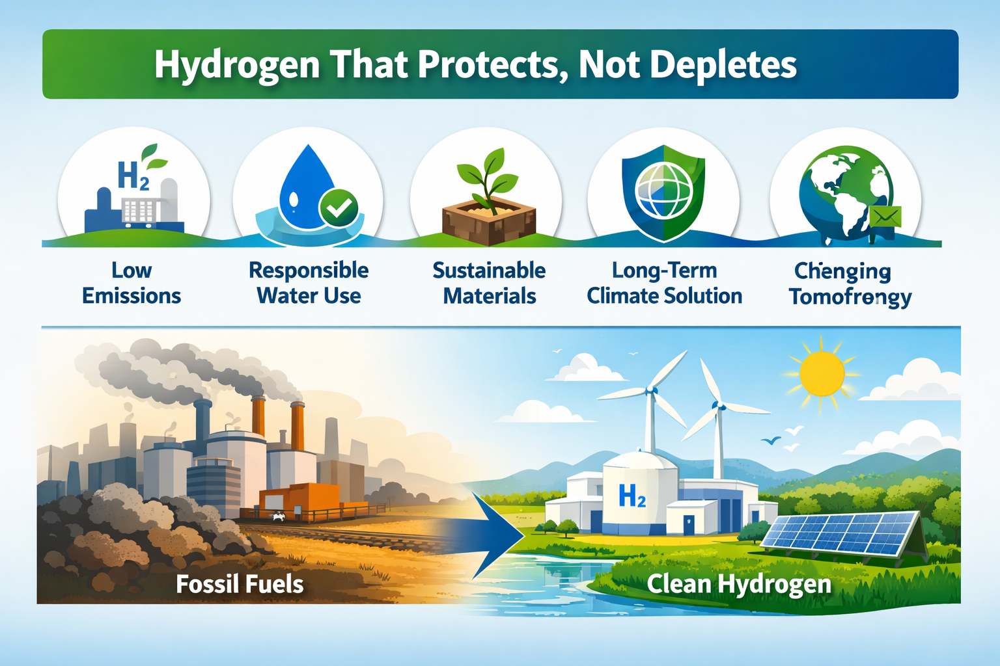 Hydrogen That Protects, Not Depletes
H2
Low
Emissions
Responsible
Water Use
Sustainable
Materials
Long-Term
Climate Solution
Chenging
Tomofrongy
H2
Fossil Fuels
Clean Hydrogen